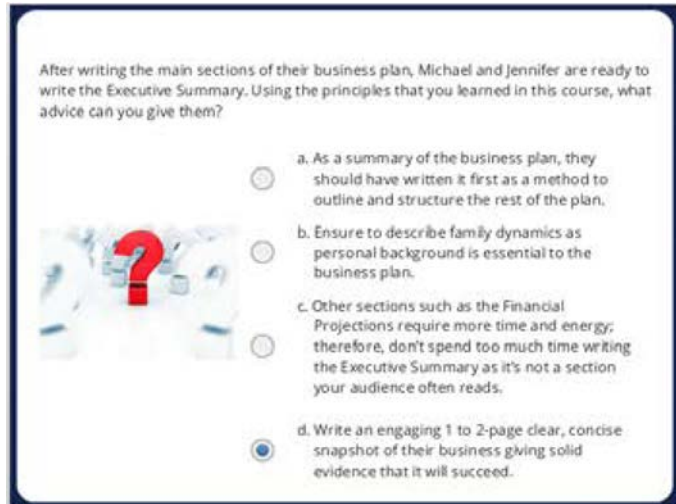 After writing the main sections of their business plan, Michael and Jennifer are ready to
write the Executive Summary. Using the principles that you learned in this course, what
advice can you give them?
a. As a summary of the business plan, they
should have written it first as a method to
outline and structure the rest of the plan.
b. Ensure to describe family dynamics as
personal background is essential to the
business plan.
c. Other sections such as the Financial
Projections require more time and energy;
therefore, don't spend too much time writing
the Executive Summary as it's not a section
your audience often reads.
d. Write an engaging 1 to 2-page clear, concise
snapshot of their business giving solid
evidence that it will succeed.